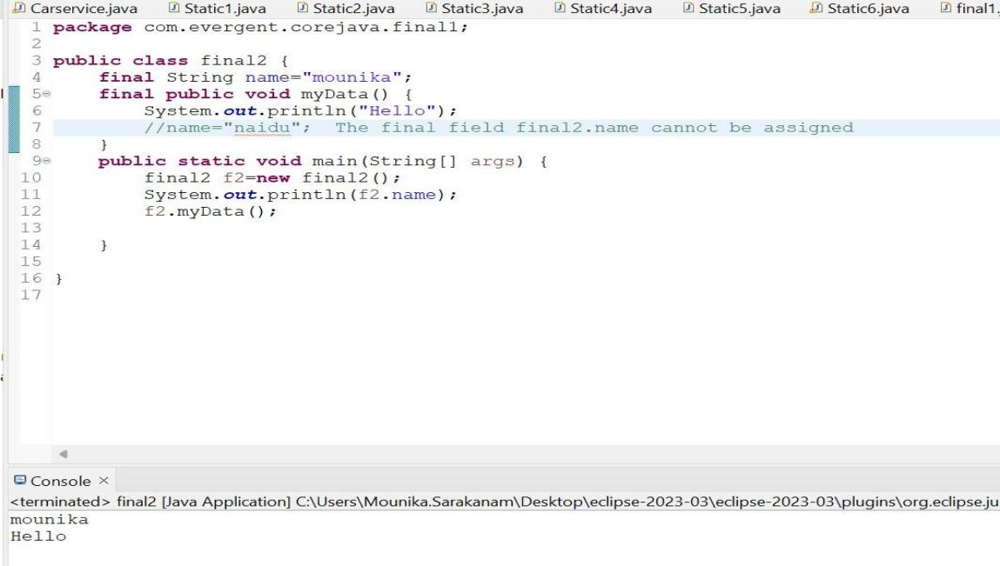 Carservice.java Static1.java Static2.java Static3.java Static4.java Static5.java Static6.java final1.
1 package com.evergent.corejava.final1;
2
3 public class final2 {
4 final String name="mounika";
5 final public void myData() {
6 System.out.println("Hello");
7 //name="naidu"; The final field final2.name cannot be assigned
8 }
9 public static void main(String[] args) {
10 final2 f2=new final2();
11 System.out.println(f2.name);
12 f2.myData();
13
14 }
15
16 }
17
Console
<terminated> final2 [Java Application] C:\Users\Mounika.Sarakanam\Desktop\eclipse-2023-03\eclipse-2023-03\plugins\org.eclipse.ju
mounika
Hello